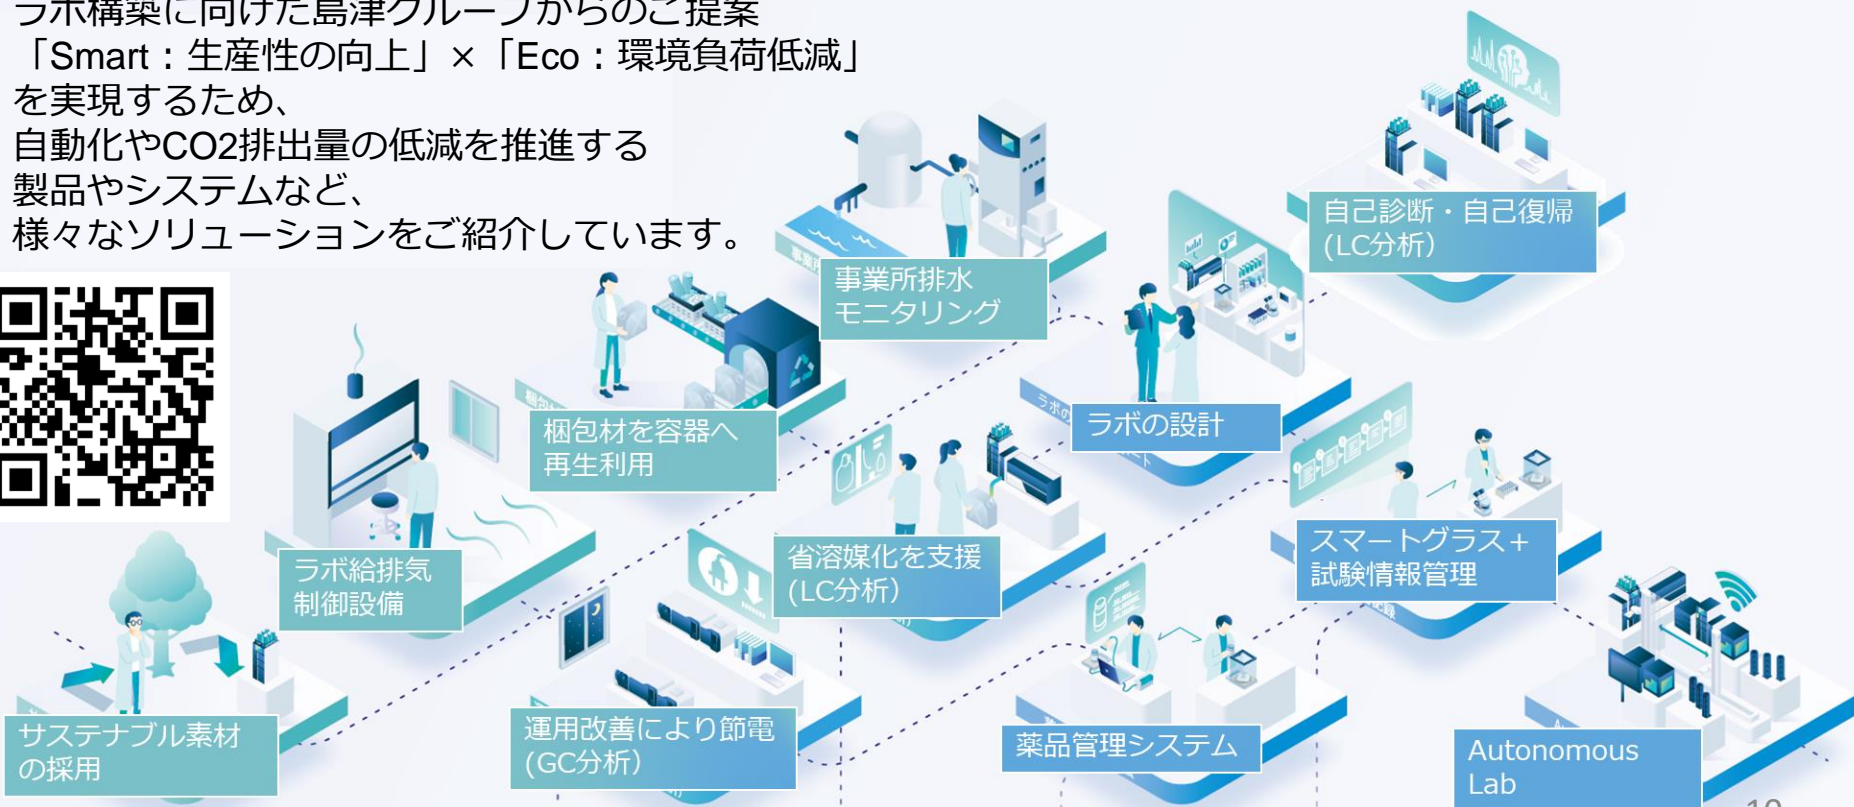 ラボ構築に向けた島津グループからのご提案
「Smart：生産性の向上」×「Eco：環境負荷低減」
を実現するため、
自動化やCO2排出量の低減を推進する
製品やシステムなど、
様々なソリューションをご紹介しています。
自己診断・自己復帰
(LC分析）
事業所排水
モニタリング
ラボの設計
梱包材を容器へ
再生利用
スマートグラス＋
試験情報管理
省溶媒化を支援
(LC分析）
ラボ給排気
制御設備
サステナブル素材
の採用
運用改善により節電
(GC分析）
薬品管理システム
Autonomous
Lab